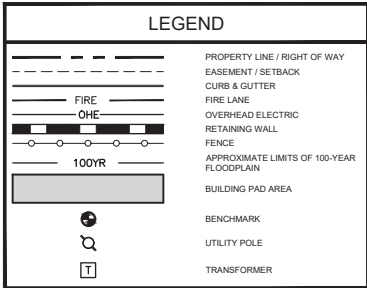 LEGEND
PROPERTY LINE / RIGHT OF WAY
EASEMENT / SETBACK
CURB & GUTTER
FIRE FIRE LANE
OHE OVERHEAD ELECTRIC
RETAINING WALL
FENCE
100YR APPROXIMATE LIMITS OF 100-YEAR
FLOODPLAIN
BUILDING PAD AREA
BENCHMARK
UTILITY POLE
T TRANSFORMER